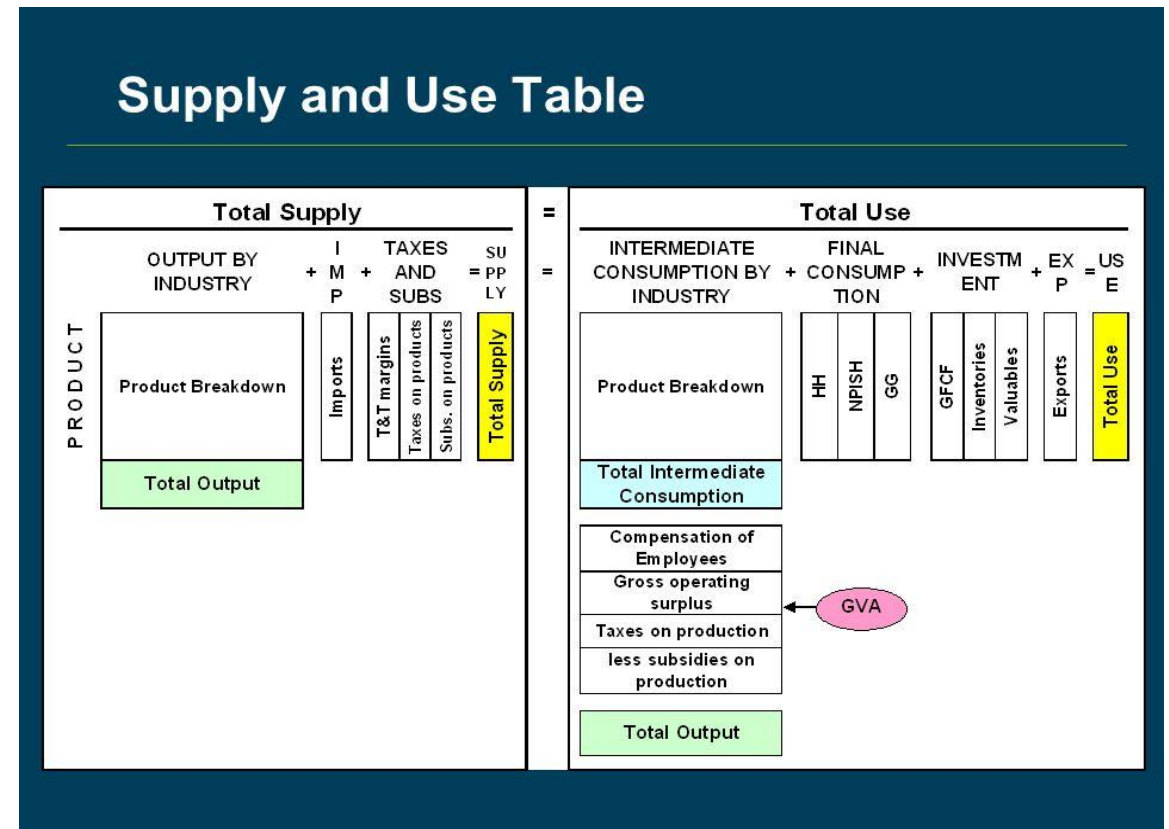 Supply and Use Table
Total Supply
=
Total Use
OUTPUT BY
INDUSTRY
+
I
M
P
+
TAXES
AND
SUBS
=
SU
PP
LY
=
INTERMEDIATE
CONSUMPTION BY
INDUSTRY
+
FINAL
CONSUMP
TION
+
INVESTM
ENT
+
EX
P
=
US
E
PRODUCT
Product Breakdown
Imports
T&T margins
Taxes on products
Subs. on products
Total Supply
Product Breakdown
HH
NPISH
GG
GFCF
Inventories
Valuables
Exports
Total Use
Total Output
Total Intermediate
Consumption
Compensation of
Employees
Gross operating
surplus
GVA
Taxes on production
less subsidies on
production
Total Output